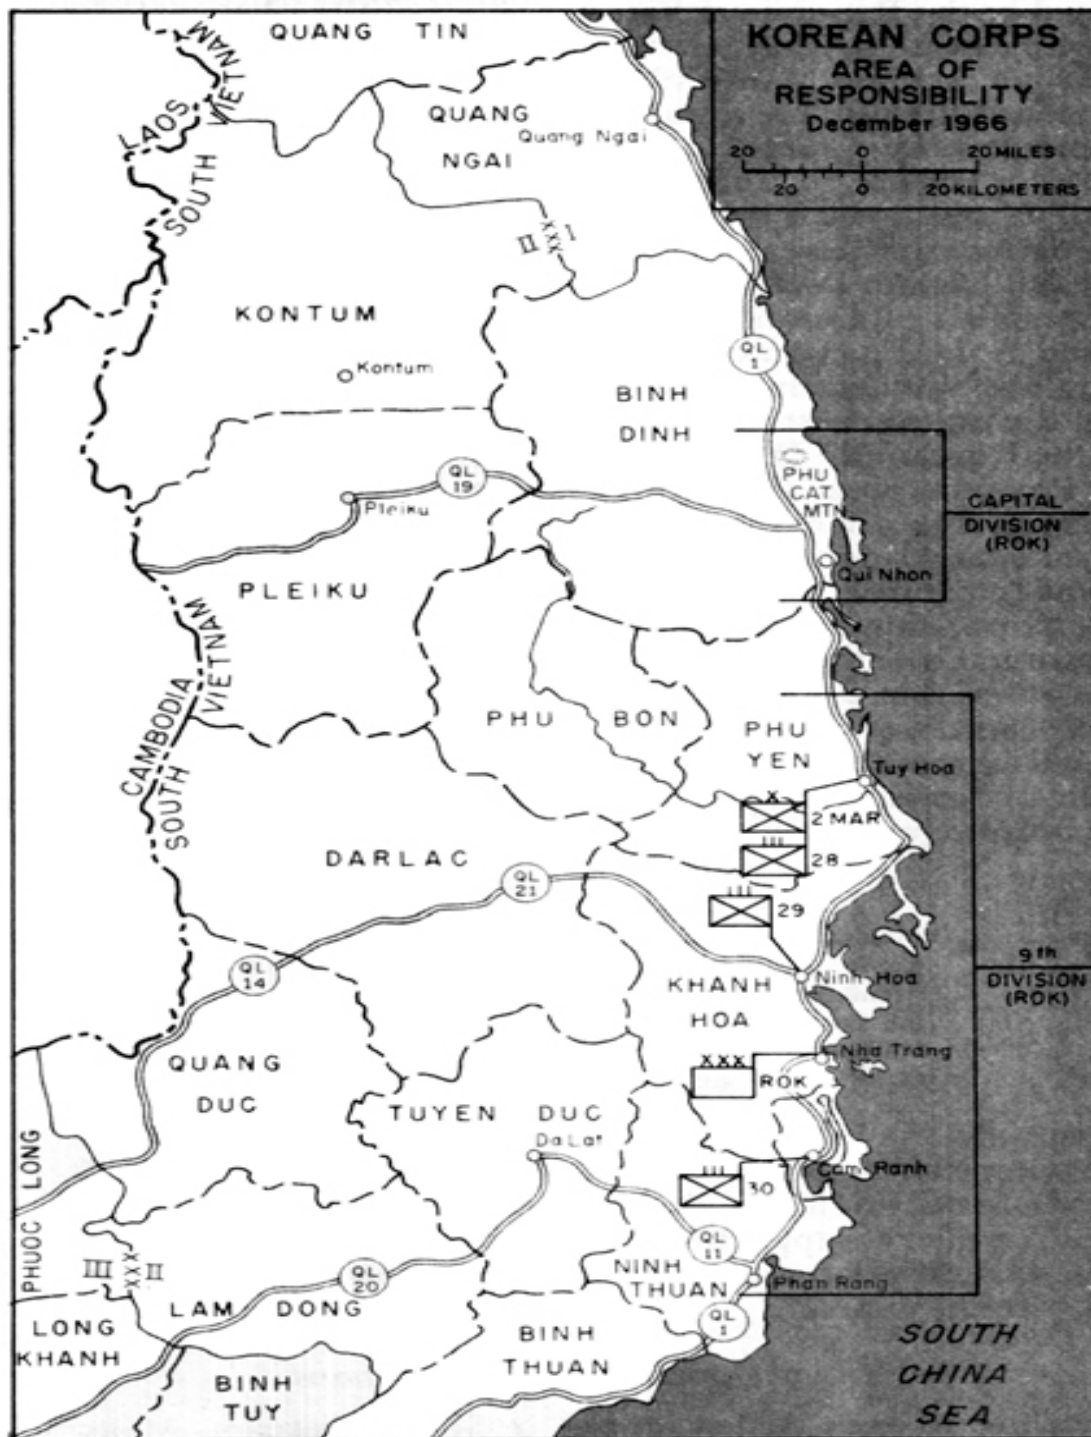 KOREAN CORPS
AREA OF
RESPONSIBILITY
December 1966
20 0 20 MILES
20 0 20 KILOMETERS
QUANG TIN
LAOS
SOUTH VIETNAM
QUANG
NGAI
Quang Ngai
II XXX I
KONTUM
Kontum
QL
1
BINH
DINH
PHU
CAT
MTN
CAPITAL
DIVISION
(ROK)
QL
19
Pleiku
Qui Nhon
PLEIKU
CAMBODIA
SOUTH VIETNAM
PHU BON
PHU
YEN
Tuy Hoa
X
2 MAR
III
28
DARLAC
QL
21
III
29
QL
14
KHANH
HOA
Ninh Hoa
9th
DIVISION
(ROK)
QUANG
DUC
Nha Trang
XXX
ROK
TUYEN DUC
Da Lat
Cam Ranh
III
30
PHUOC LONG
III XXX II
QL
11
NINH
THUAN
Phan Rang
QL
20
LAM DONG
QL
1
LONG
KHANH
BINH
THUAN
BINH
TUY
SOUTH
CHINA
SEA